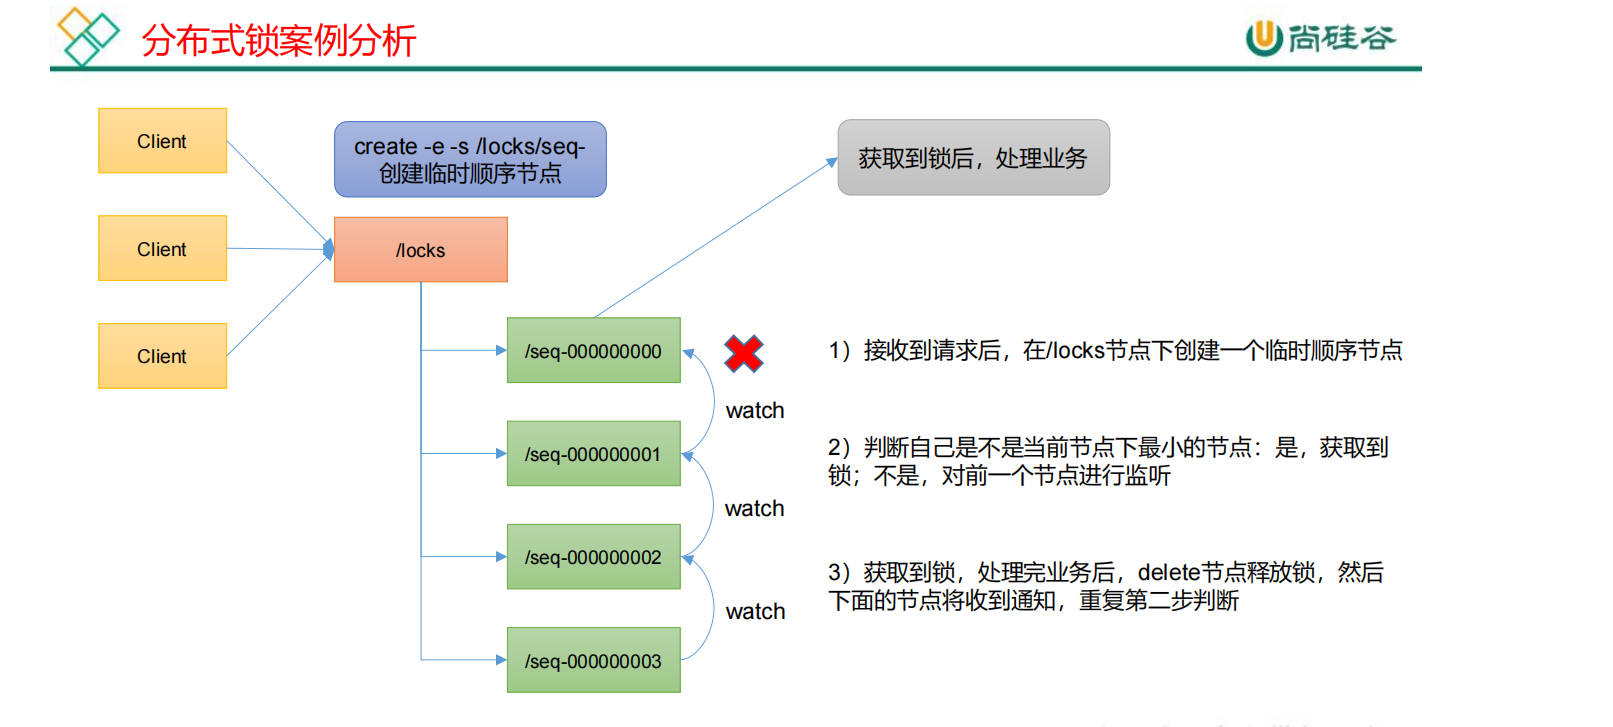 分布式锁案例分析
尚硅谷
Client
Client
Client
create -e -s /locks/seq-
创建临时顺序节点
/locks
获取到锁后，处理业务
/seq-000000000
/seq-000000001
/seq-000000002
/seq-000000003
watch
watch
watch
1）接收到请求后，在/locks节点下创建一个临时顺序节点
2）判断自己是不是当前节点下最小的节点：是，获取到
锁；不是，对前一个节点进行监听
3）获取到锁，处理完业务后，delete节点释放锁，然后
下面的节点将收到通知，重复第二步判断